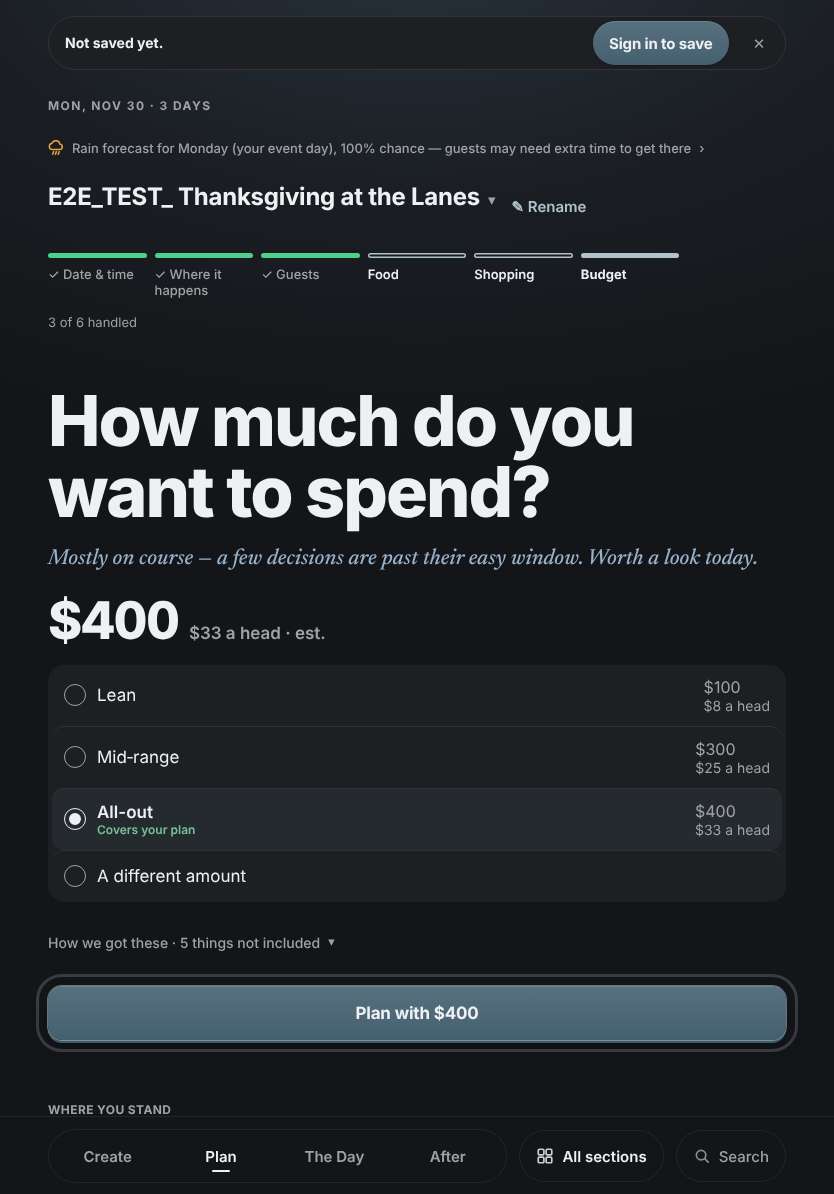 Not saved yet.
Sign in to save
×
MON, NOV 30 · 3 DAYS
Rain forecast for Monday (your event day), 100% chance — guests may need extra time to get there ›
E2E_TEST_ Thanksgiving at the Lanes ▾ ✎ Rename
✓ Date & time
✓ Where it
happens
✓ Guests
Food
Shopping
Budget
3 of 6 handled
How much do you
want to spend?
Mostly on course — a few decisions are past their easy window. Worth a look today.
$400 $33 a head · est.
Lean
$100
$8 a head
Mid-range
$300
$25 a head
All-out
Covers your plan
$400
$33 a head
A different amount
How we got these · 5 things not included ▾
Plan with $400
WHERE YOU STAND
Create
Plan
The Day
After
All sections
Search